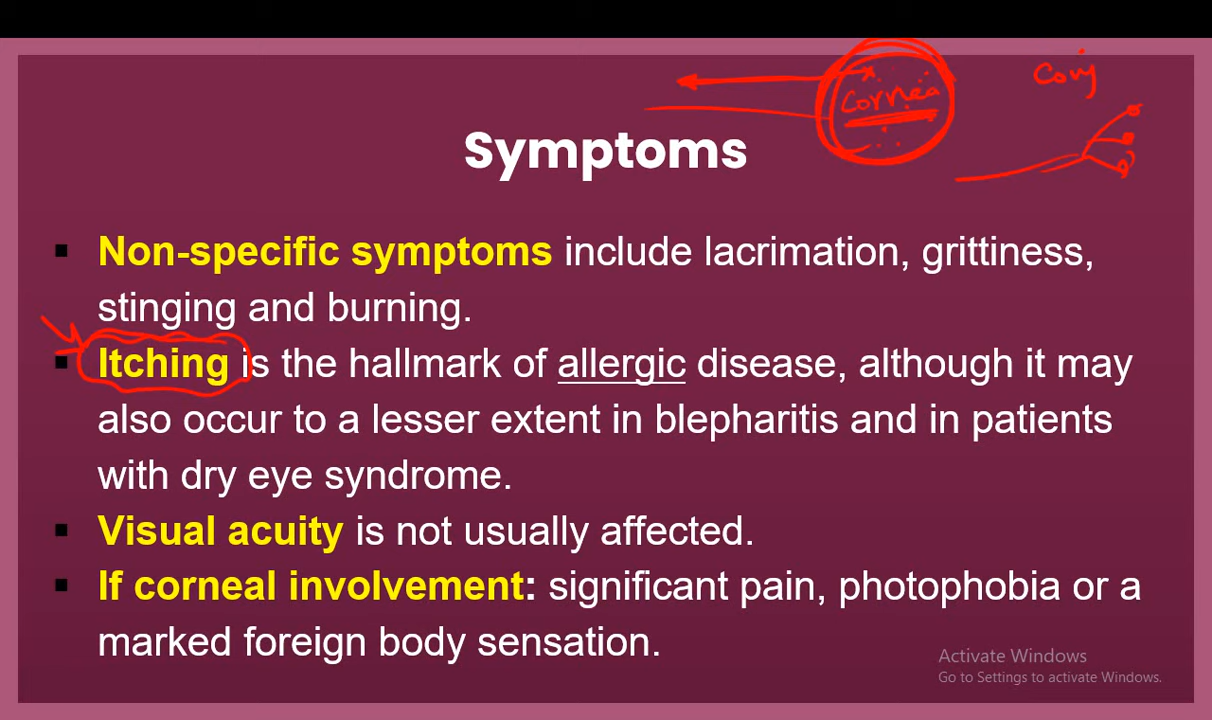 Cornea
Conj
Symptoms
▪ Non-specific symptoms include lacrimation, grittiness,
stinging and burning.
▪ Itching is the hallmark of allergic disease, although it may
also occur to a lesser extent in blepharitis and in patients
with dry eye syndrome.
▪ Visual acuity is not usually affected.
▪ If corneal involvement: significant pain, photophobia or a
marked foreign body sensation.
Activate Windows
Go to Settings to activate Windows.